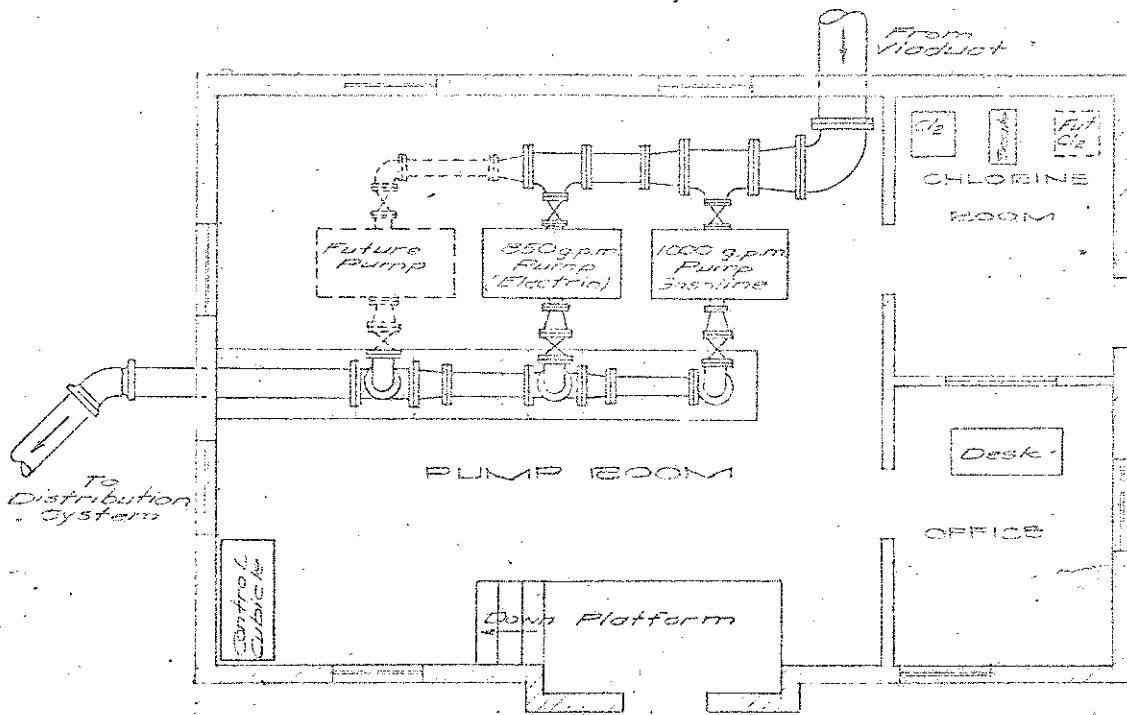 From
Viaduct
Cl2
Scale
Fut
Cl2
CHLORINE
ROOM
Future
Pump
850 g.p.m.
Pump
(Electric)
1000 g.p.m.
Pump
Gasoline
To
Distribution
System
PUMP ROOM
Desk
OFFICE
Control
Cubicle
Down
Platform